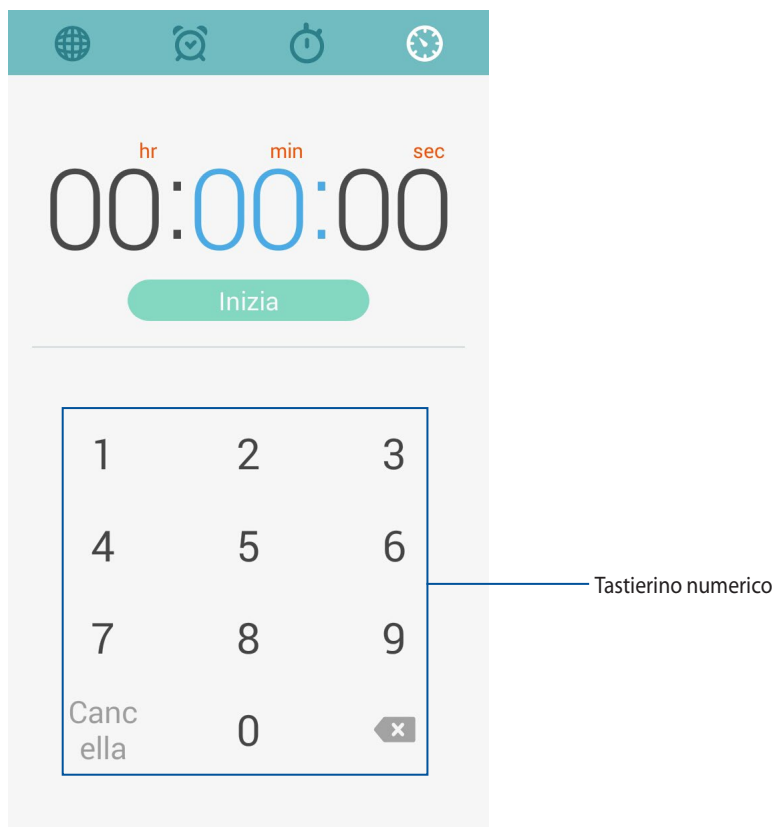 hr min sec
00:00:00
Inizia
1 2 3
4 5 6
Tastierino numerico
7 8 9
Canc
ella
0